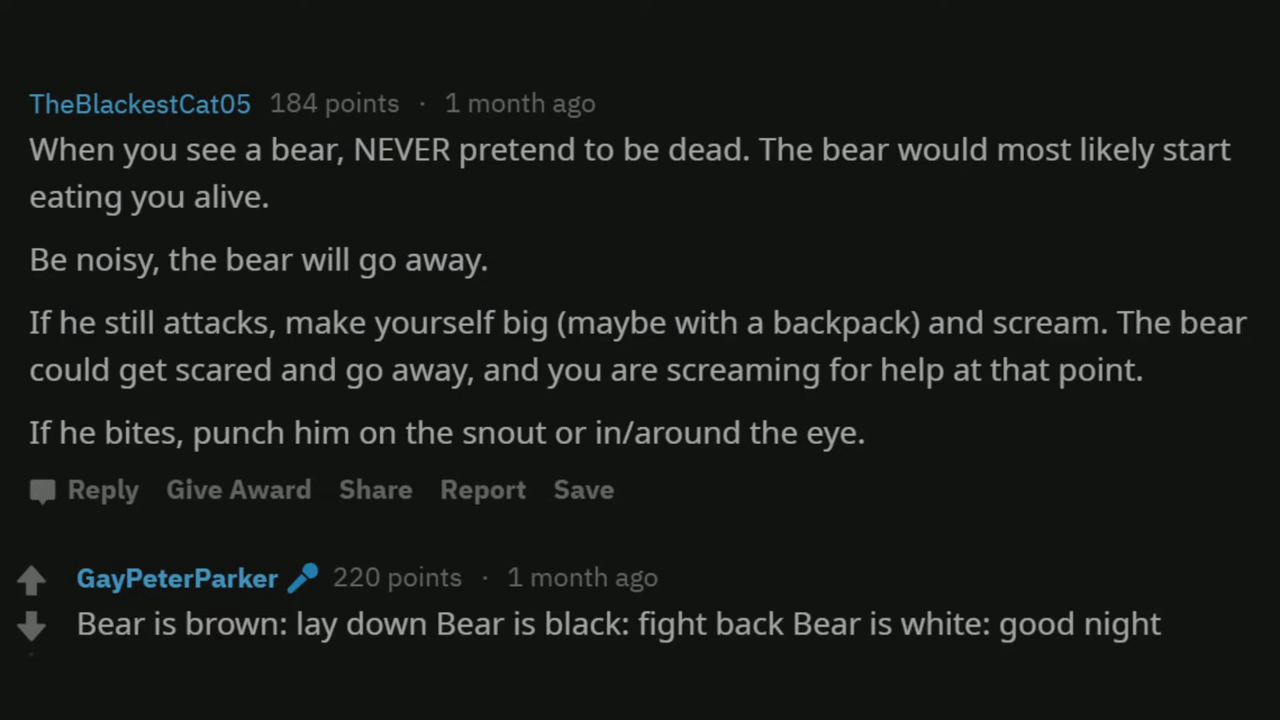 TheBlackestCat05 184 points · 1 month ago
When you see a bear, NEVER pretend to be dead. The bear would most likely start
eating you alive.
Be noisy, the bear will go away.
If he still attacks, make yourself big (maybe with a backpack) and scream. The bear
could get scared and go away, and you are screaming for help at that point.
If he bites, punch him on the snout or in/around the eye.
Reply Give Award Share Report Save
GayPeterParker 220 points · 1 month ago
Bear is brown: lay down Bear is black: fight back Bear is white: good night